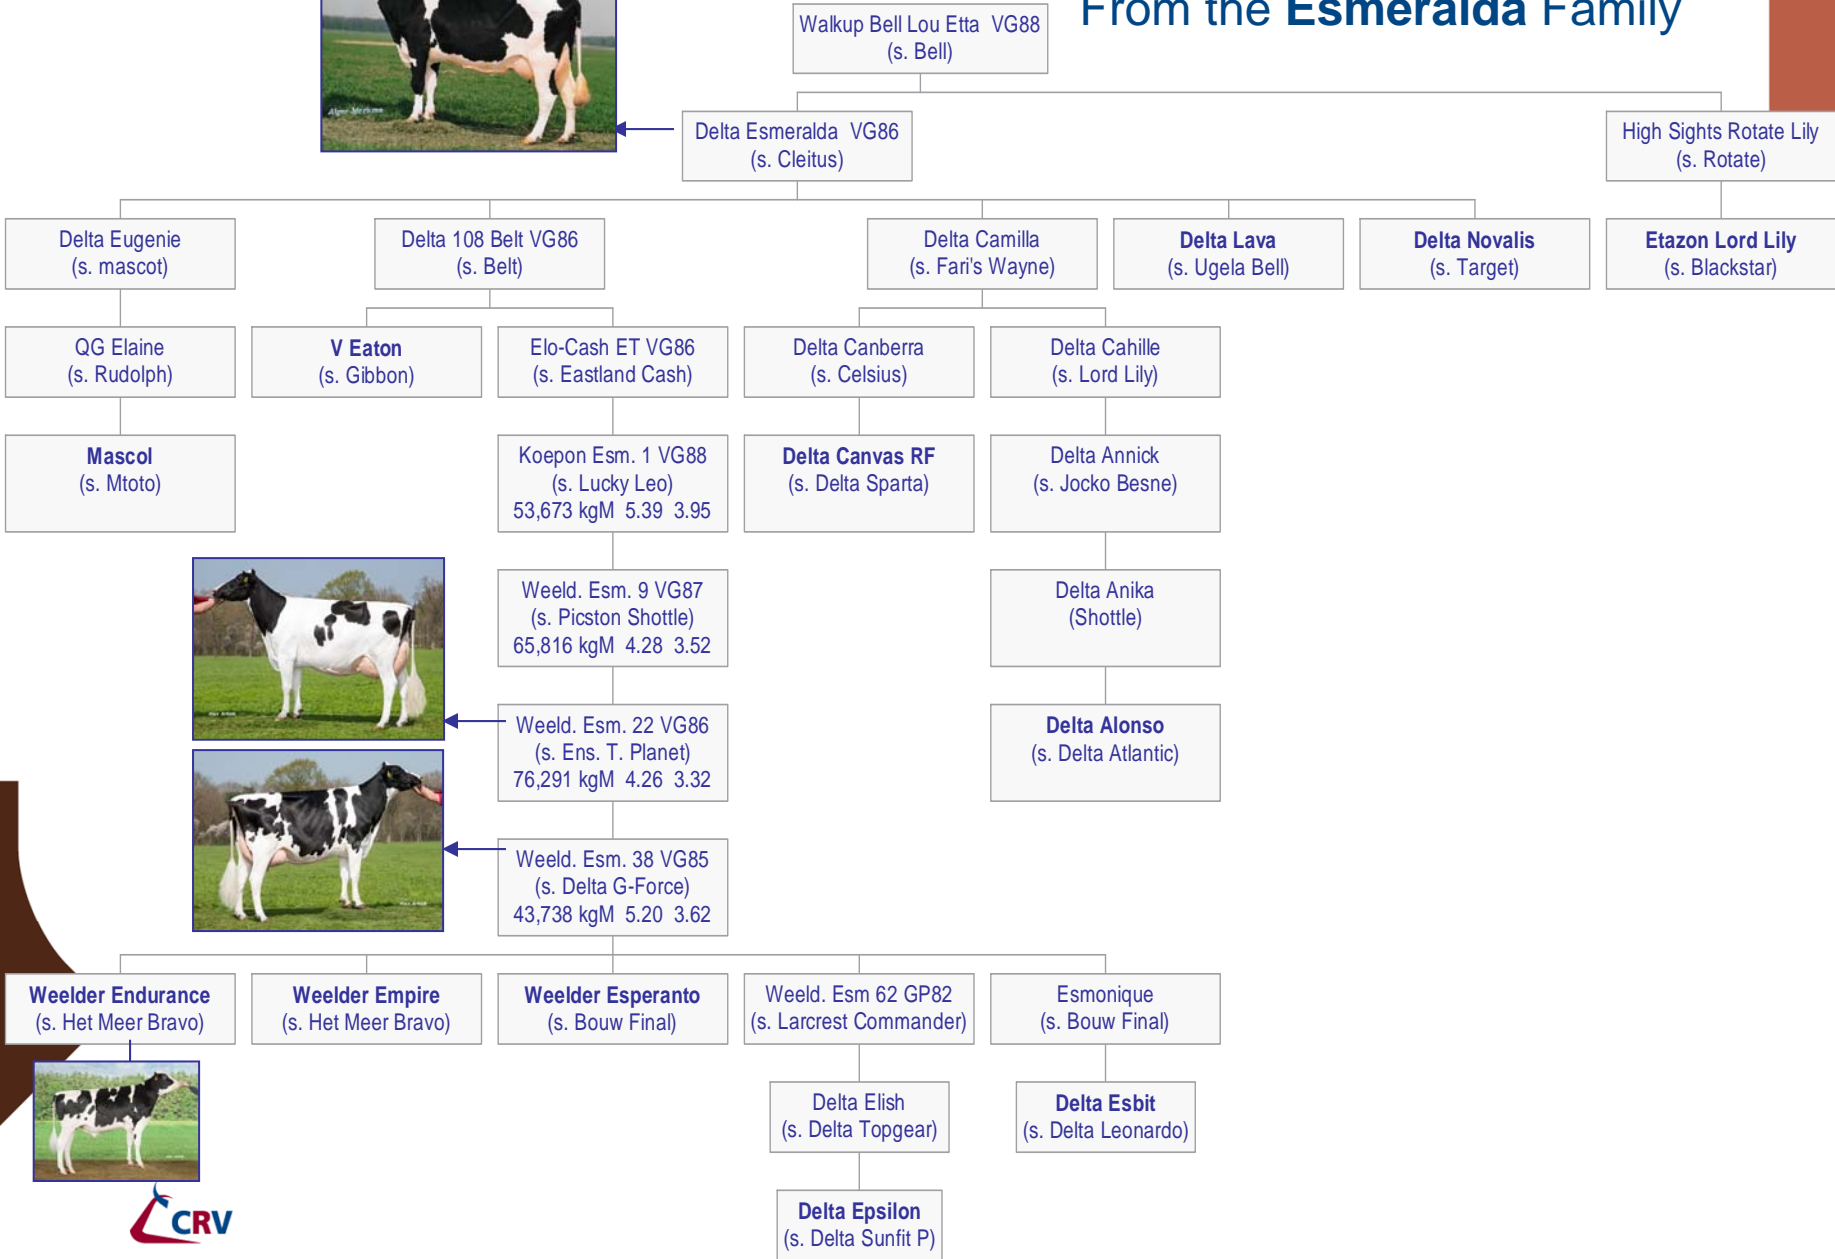 From the Esmeralda Family
Walkup Bell Lou Etta VG88
(s. Bell)
Delta Esmeralda VG86
(s. Cleitus)
High Sights Rotate Lily
(s. Rotate)
Delta Eugenie
(s. mascot)
Delta 108 Belt VG86
(s. Belt)
Delta Camilla
(s. Fari's Wayne)
Delta Lava
(s. Ugela Bell)
Delta Novalis
(s. Target)
Etazon Lord Lily
(s. Blackstar)
QG Elaine
(s. Rudolph)
V Eaton
(s. Gibbon)
Elo-Cash ET VG86
(s. Eastland Cash)
Delta Canberra
(s. Celsius)
Delta Cahille
(s. Lord Lily)
Mascol
(s. Mtoto)
Koepon Esm. 1 VG88
(s. Lucky Leo)
53,673 kgM 5.39 3.95
Delta Canvas RF
(s. Delta Sparta)
Delta Annick
(s. Jocko Besne)
Weeld. Esm. 9 VG87
(s. Picston Shottle)
65,816 kgM 4.28 3.52
Delta Anika
(Shottle)
Weeld. Esm. 22 VG86
(s. Ens. T. Planet)
76,291 kgM 4.26 3.32
Delta Alonso
(s. Delta Atlantic)
Weeld. Esm. 38 VG85
(s. Delta G-Force)
43,738 kgM 5.20 3.62
Weelder Endurance
(s. Het Meer Bravo)
Weelder Empire
(s. Het Meer Bravo)
Weelder Esperanto
(s. Bouw Final)
Weeld. Esm 62 GP82
(s. Larcrest Commander)
Esmonique
(s. Bouw Final)
Delta Elish
(s. Delta Topgear)
Delta Esbit
(s. Delta Leonardo)
Delta Epsilon
(s. Delta Sunfit P)
CRV